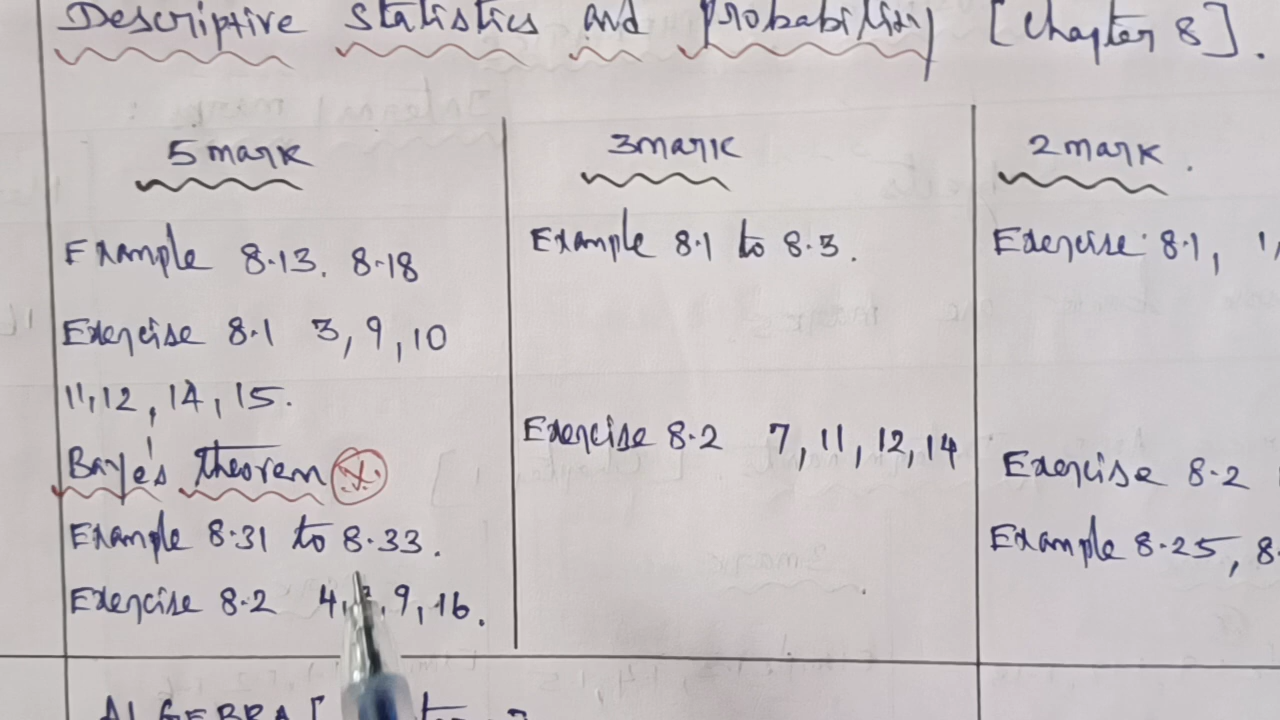 Descriptive Statistics and Probability [Chapter 8].
5 mark
Example 8.13, 8.18
Exercise 8.1 3, 9, 10
11, 12, 14, 15.
Baye's theorem
Example 8.31 to 8.33.
Exercise 8.2 4, 9, 16.
3 mark
Example 8.1 to 8.3.
Exercise 8.2 7, 11, 12, 14
2 mark.
Exercise 8.1, 1,
Exercise 8.2
Example 8.25, 8.
ALGEBRA [